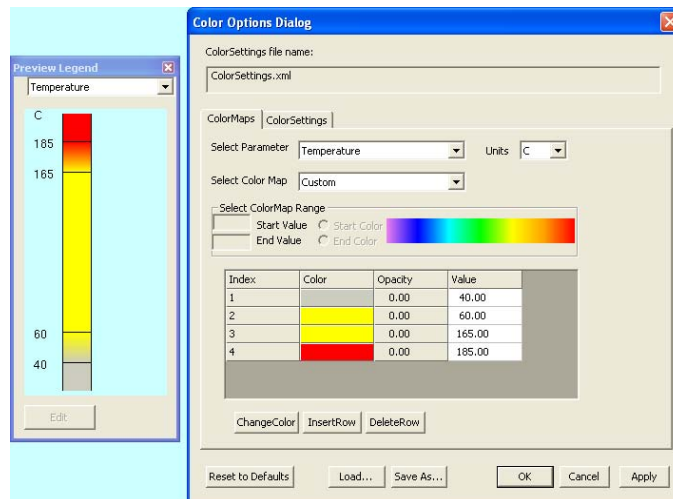 Color Options Dialog
ColorSettings file name:
ColorSettings.xml
Preview Legend
Temperature
C
185
165
60
40
Edit
ColorMaps ColorSettings
Select Parameter Temperature Units C
Select Color Map Custom
Select ColorMap Range
Start Value Start Color
End Value End Color
Index Color Opacity Value
1 0.00 40.00
2 0.00 60.00
3 0.00 165.00
4 0.00 185.00
ChangeColor InsertRow DeleteRow
Reset to Defaults Load... Save As... OK Cancel Apply